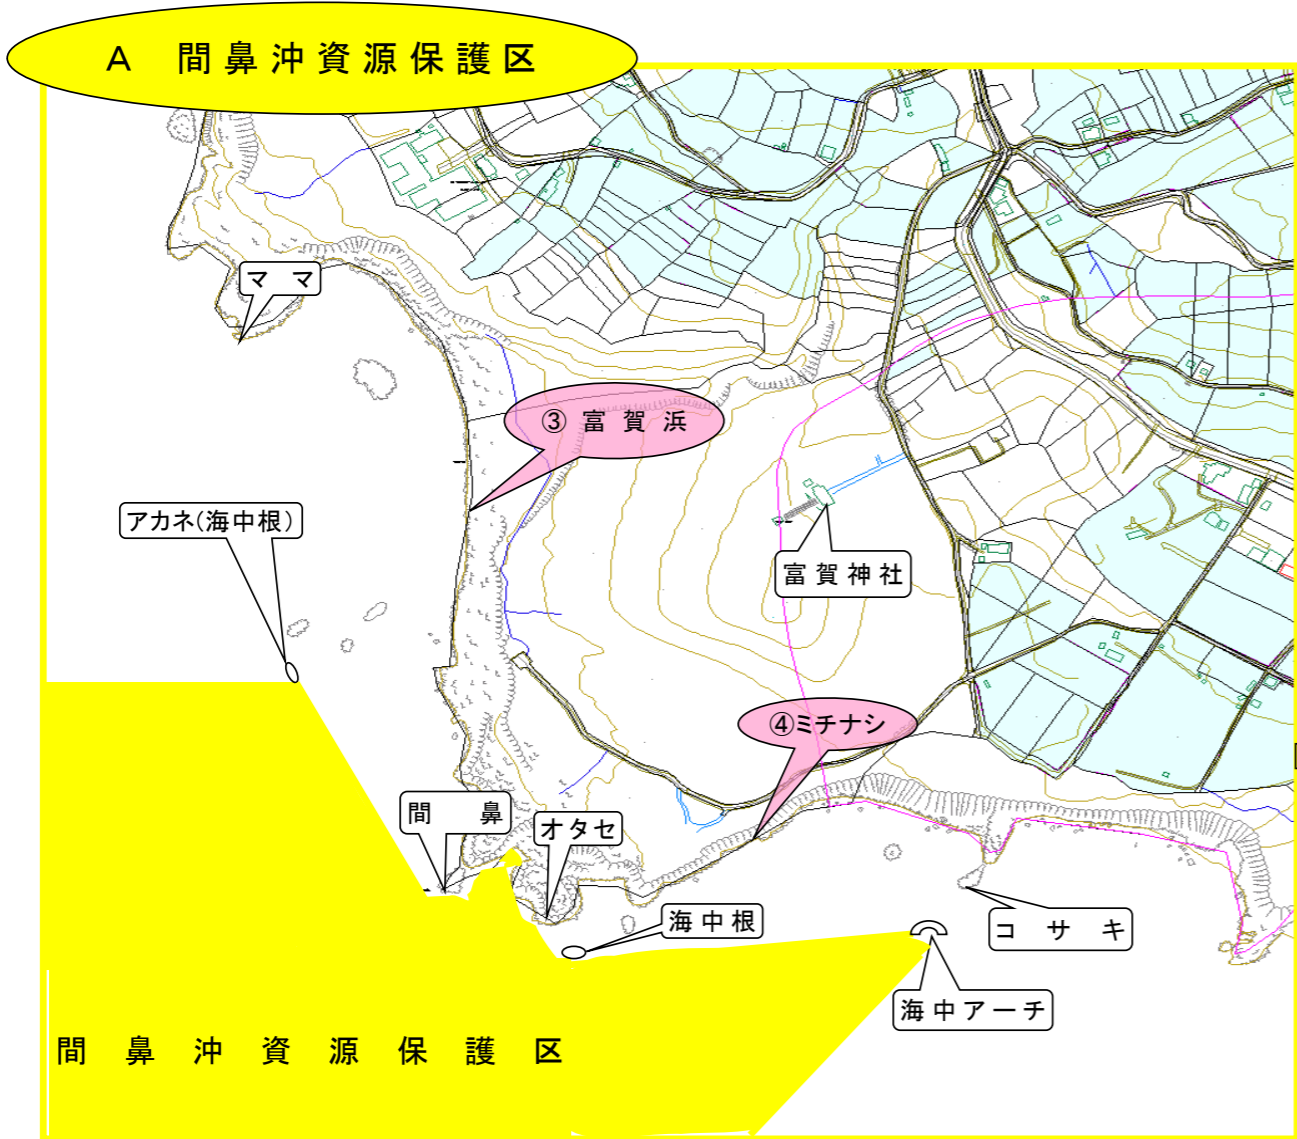 A 間鼻沖資源保護区
ママ
③ 富賀浜
アカネ(海中根)
富賀神社
④ミチナシ
間鼻
オタセ
海中根
コサキ
海中アーチ
間鼻沖資源保護区